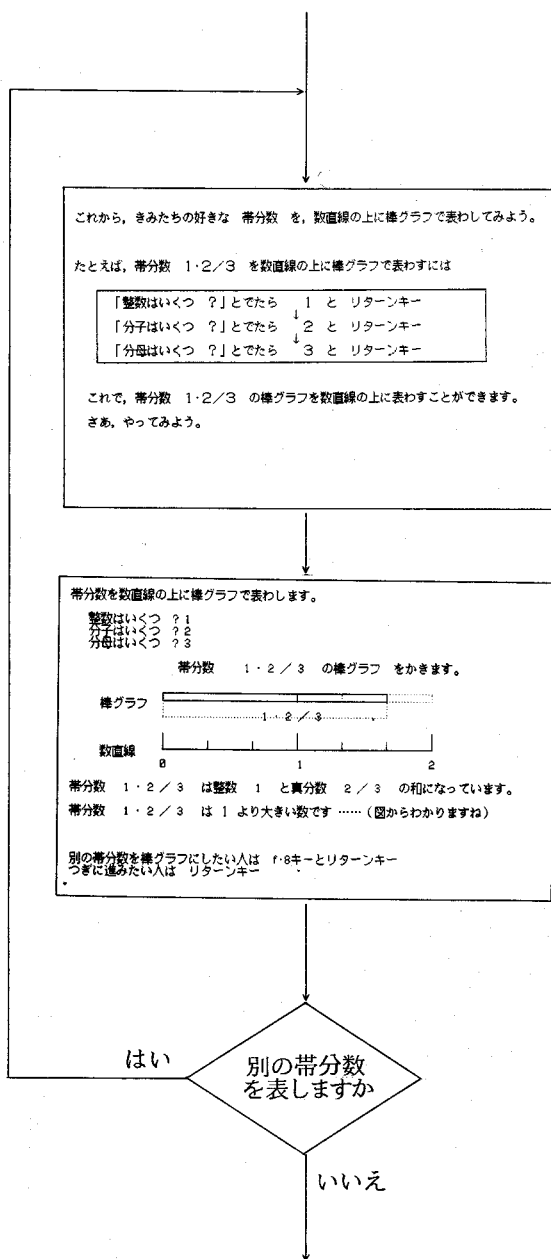 これから，きみたちの好きな 帯分数 を，数直線の上に棒グラフで表わしてみよう。
たとえば，帯分数 1・2／3 を数直線の上に棒グラフで表わすには
「整数はいくつ ？」とでたら 1 と リターンキー
↓
「分子はいくつ ？」とでたら 2 と リターンキー
↓
「分母はいくつ ？」とでたら 3 と リターンキー
これで，帯分数 1・2／3 の棒グラフを数直線の上に表わすことができます。
さあ，やってみよう。
帯分数を数直線の上に棒グラフで表わします。
整数はいくつ ？1
分子はいくつ ？2
分母はいくつ ？3
帯分数 1・2／3 の棒グラフ をかきます。
棒グラフ
1・2／3
数直線
0 1 2
帯分数 1・2／3 は整数 1 と真分数 2／3 の和になっています。
帯分数 1・2／3 は 1 より大きい数です ……（図からわかりますね）
別の帯分数を棒グラフにしたい人は f・8キーとリターンキー
つぎに進みたい人は リターンキー
はい
別の帯分数
を表しますか
いいえ